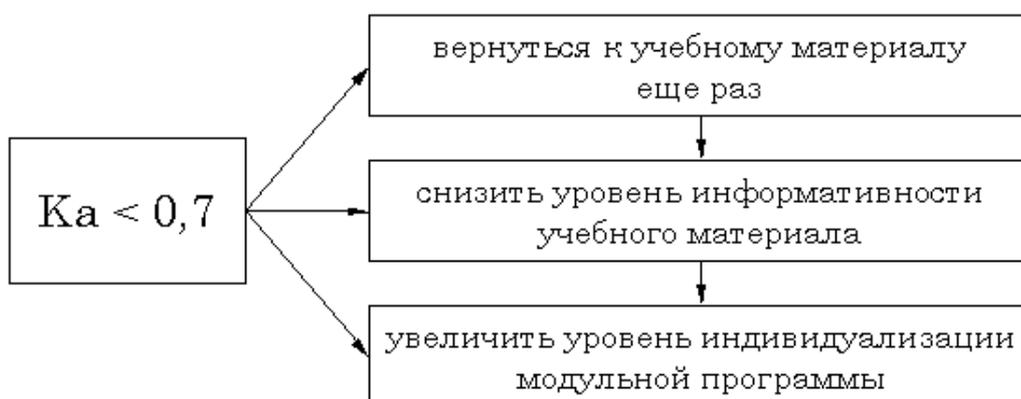 Ка < 0,7
вернуться к учебному материалу
еще раз
снизить уровень информативности
учебного материала
увеличить уровень индивидуализации
модульной программы